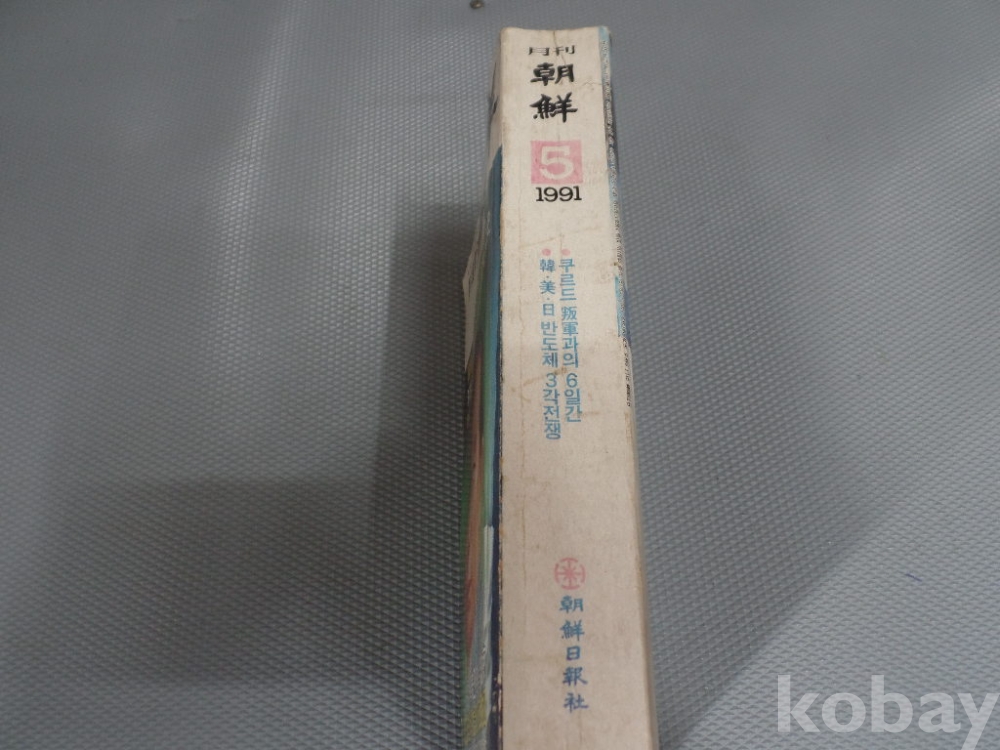 月刊
朝鮮
5
1991
쿠르드 叛軍과의 6일간
韓·美·日 반도체 3각전쟁
朝鮮日報社
kobay